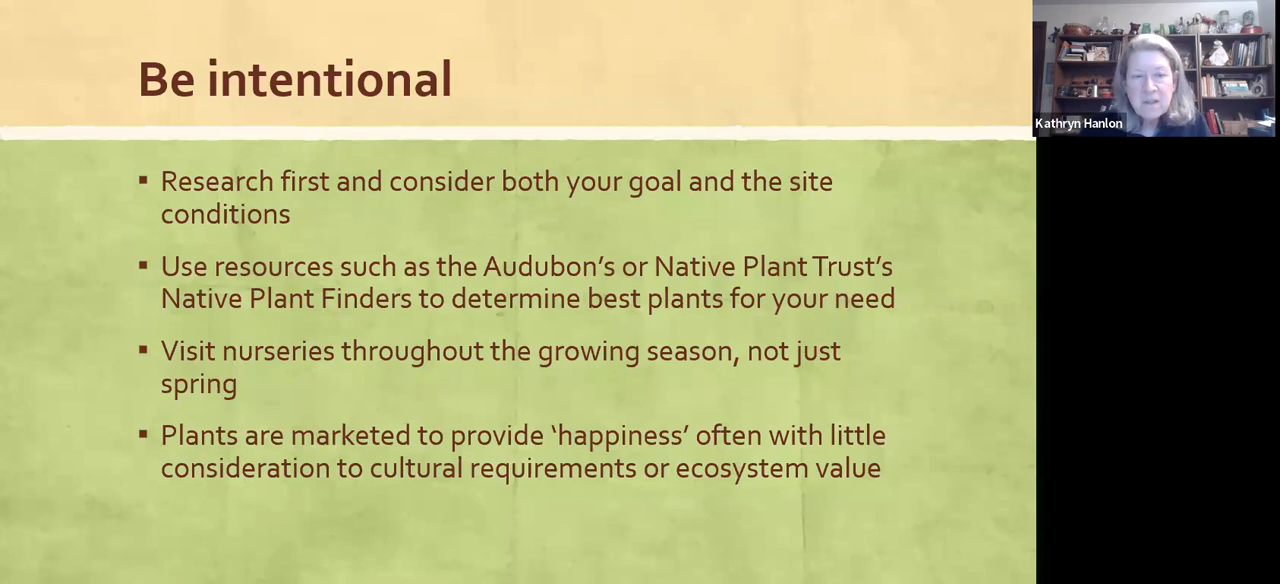 Be intentional
▪ Research first and consider both your goal and the site
conditions
▪ Use resources such as the Audubon’s or Native Plant Trust’s
Native Plant Finders to determine best plants for your need
▪ Visit nurseries throughout the growing season, not just
spring
▪ Plants are marketed to provide ‘happiness’ often with little
consideration to cultural requirements or ecosystem value
Kathryn Hanlon